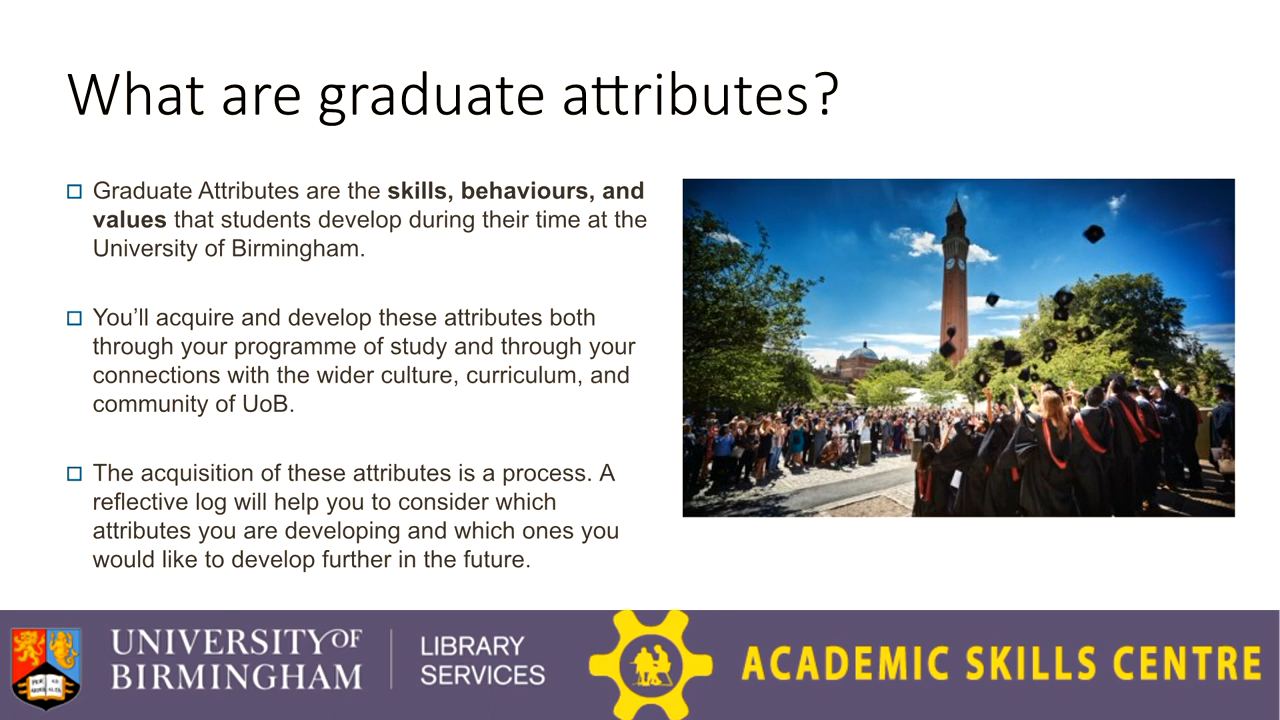 What are graduate attributes?
Graduate Attributes are the skills, behaviours, and
values that students develop during their time at the
University of Birmingham.
You’ll acquire and develop these attributes both
through your programme of study and through your
connections with the wider culture, curriculum, and
community of UoB.
The acquisition of these attributes is a process. A
reflective log will help you to consider which
attributes you are developing and which ones you
would like to develop further in the future.
UNIVERSITY OF
BIRMINGHAM
LIBRARY
SERVICES
ACADEMIC SKILLS CENTRE